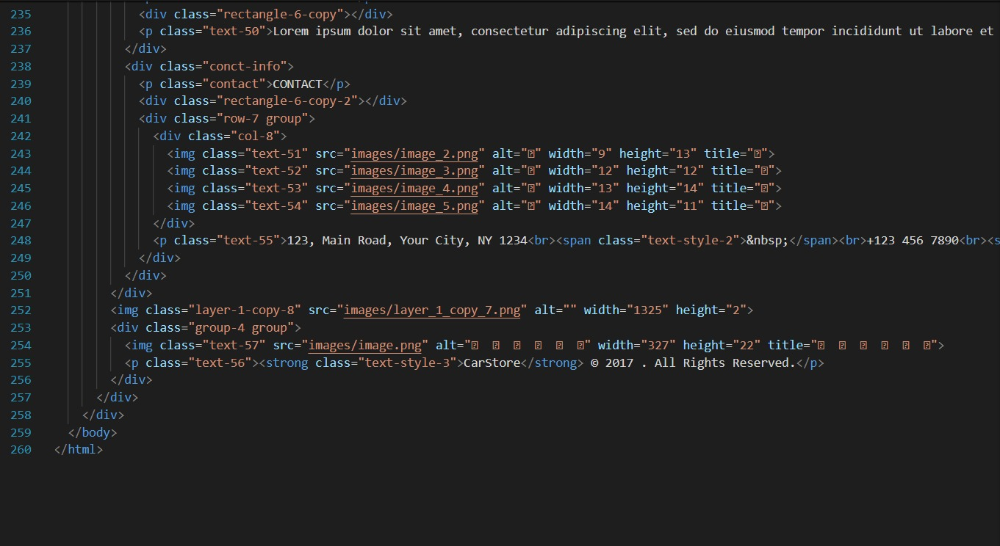 235 <div class="rectangle-6-copy"></div>
236 <p class="text-50">Lorem ipsum dolor sit amet, consectetur adipiscing elit, sed do eiusmod tempor incididunt ut labore et
237 </div>
238 <div class="conct-info">
239 <p class="contact">CONTACT</p>
240 <div class="rectangle-6-copy-2"></div>
241 <div class="row-7 group">
242 <div class="col-8">
243 <img class="text-51" src="images/image_2.png" alt="" width="9" height="13" title="">
244 <img class="text-52" src="images/image_3.png" alt="" width="12" height="12" title="">
245 <img class="text-53" src="images/image_4.png" alt="" width="13" height="14" title="">
246 <img class="text-54" src="images/image_5.png" alt="" width="14" height="11" title="">
247 </div>
248 <p class="text-55">123, Main Road, Your City, NY 1234<br><span class="text-style-2">&nbsp;</span><br>+123 456 7890<br><s
249 </div>
250 </div>
251 </div>
252 <img class="layer-1-copy-8" src="images/layer_1_copy_7.png" alt="" width="1325" height="2">
253 <div class="group-4 group">
254 <img class="text-57" src="images/image.png" alt="     " width="327" height="22" title="     ">
255 <p class="text-56"><strong class="text-style-3">CarStore</strong> © 2017 . All Rights Reserved.</p>
256 </div>
257 </div>
258 </div>
259 </body>
260 </html>